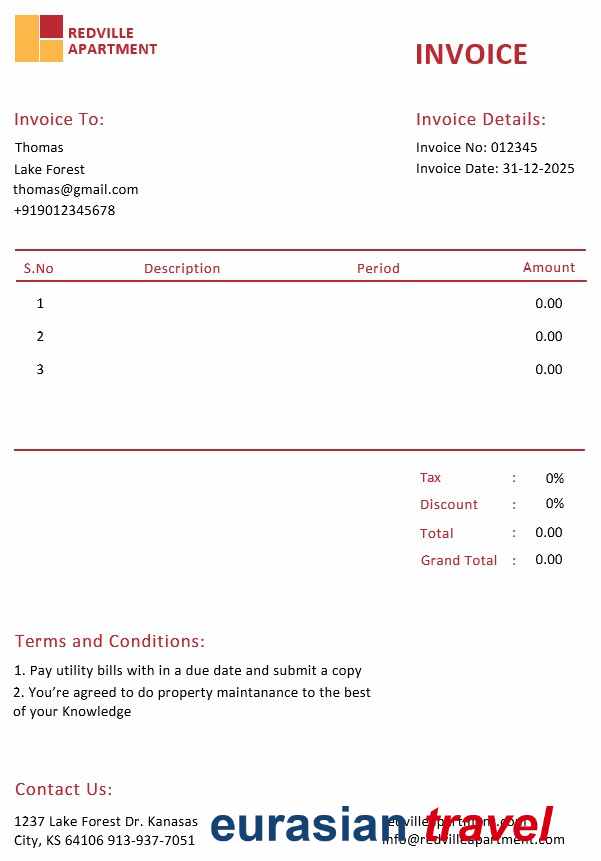 REDVILLE
APARTMENT
INVOICE
Invoice To:
Thomas
Lake Forest
thomas@gmail.com
+919012345678
Invoice Details:
Invoice No: 012345
Invoice Date: 31-12-2025
S.No Description Period Amount
1 0.00
2 0.00
3 0.00
Tax : 0%
Discount : 0%
Total : 0.00
Grand Total : 0.00
Terms and Conditions:
1. Pay utility bills with in a due date and submit a copy
2. You’re agreed to do property maintanance to the best
of your Knowledge
Contact Us:
1237 Lake Forest Dr. Kanasas
City, KS 64106 913-937-7051
eurasian travel
redvilleapartment.com
info@redvilleapartment.com